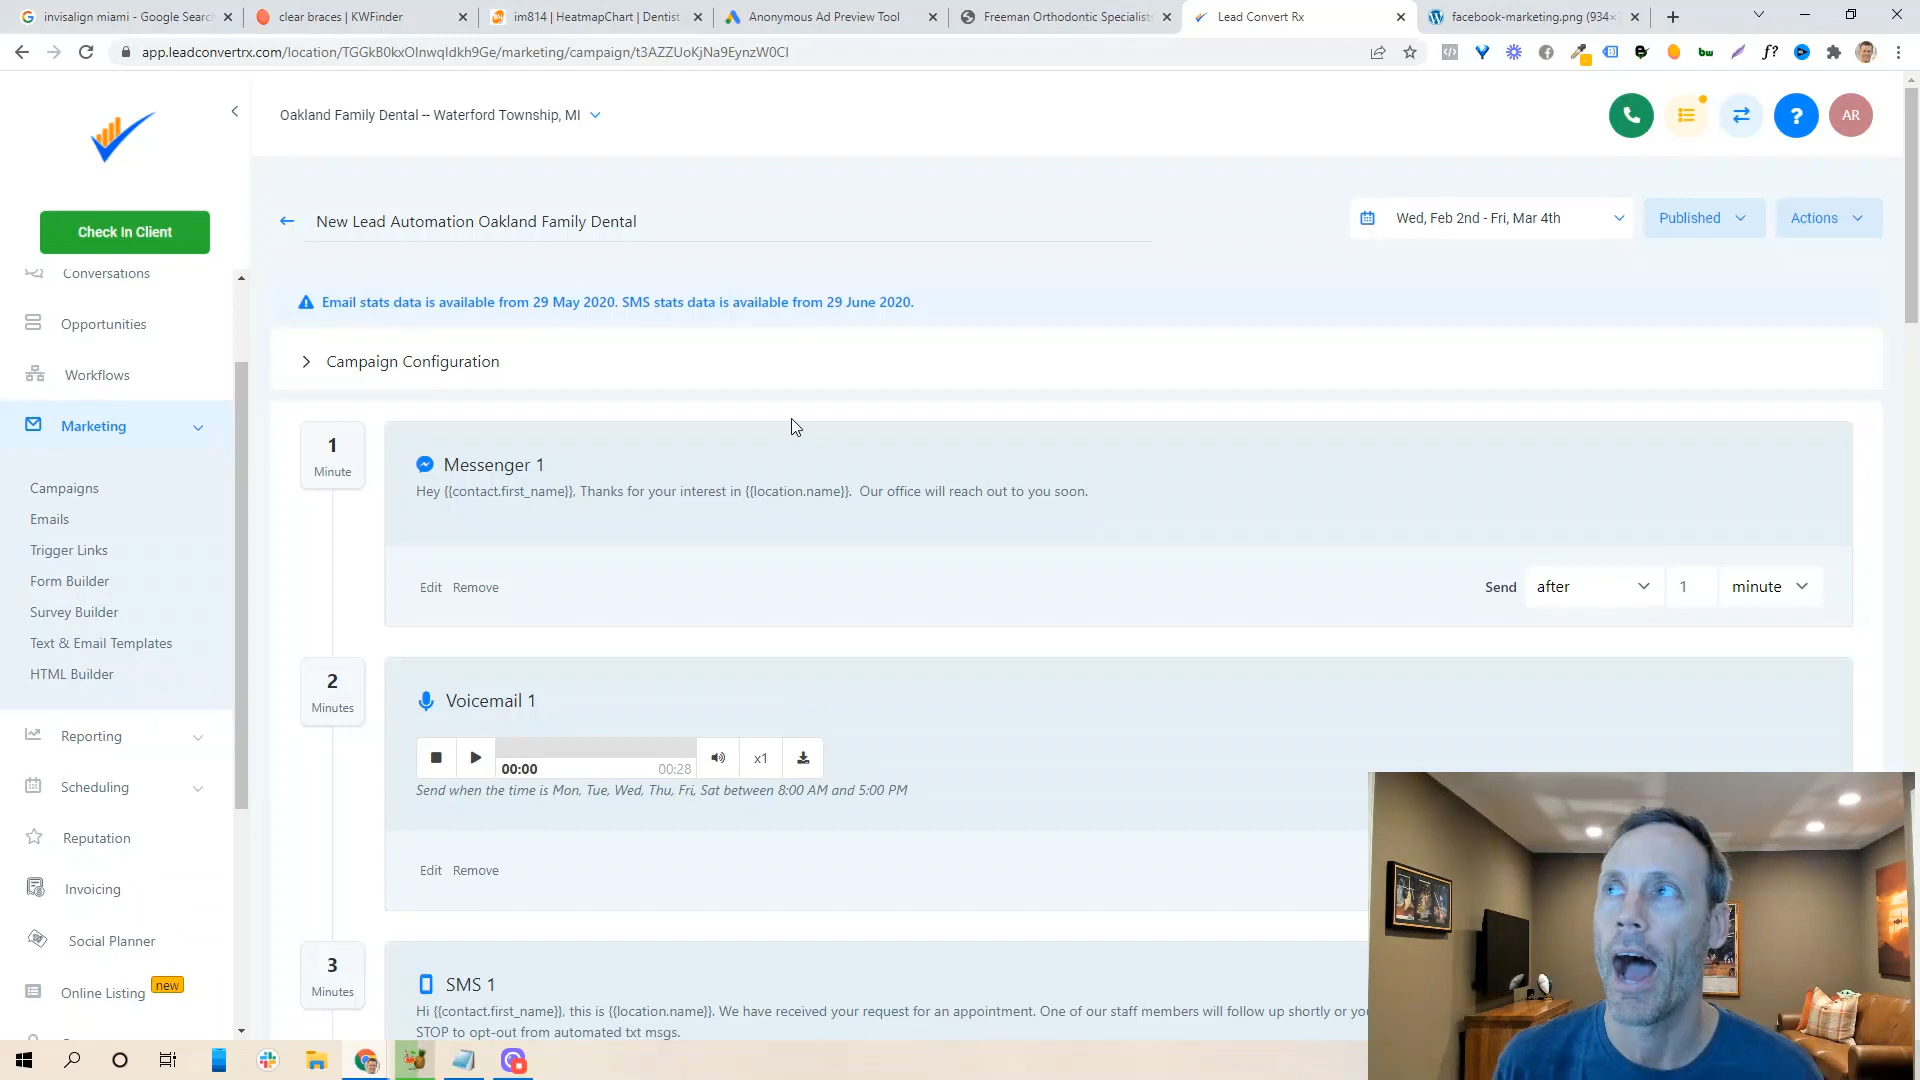 invisalign miami - Google Searc
clear braces | KWFinder
im814 | HeatmapChart | Dentist
Anonymous Ad Preview Tool
Freeman Orthodontic Specialist
Lead Convert Rx
facebook-marketing.png (934×
app.leadconvertrx.com/location/TGGkB0kxOlnwqIdkh9Ge/marketing/campaign/t3AZZUoKjNa9EynzW0CI
bw
f?
Oakland Family Dental -- Waterford Township, MI
?
AR
Check In Client
Conversations
Opportunities
Workflows
Marketing
Campaigns
Emails
Trigger Links
Form Builder
Survey Builder
Text & Email Templates
HTML Builder
Reporting
Scheduling
Reputation
Invoicing
Social Planner
Online Listing new
New Lead Automation Oakland Family Dental
Wed, Feb 2nd - Fri, Mar 4th
Published
Actions
Email stats data is available from 29 May 2020. SMS stats data is available from 29 June 2020.
Campaign Configuration
1
Minute
Messenger 1
Hey {{contact.first_name}}, Thanks for your interest in {{location.name}}. Our office will reach out to you soon.
Edit Remove
Send after 1 minute
2
Minutes
Voicemail 1
00:00 00:28 x1
Send when the time is Mon, Tue, Wed, Thu, Fri, Sat between 8:00 AM and 5:00 PM
Edit Remove
3
Minutes
SMS 1
Hi {{contact.first_name}}, this is {{location.name}}. We have received your request for an appointment. One of our staff members will follow up shortly or you
STOP to opt-out from automated txt msgs.